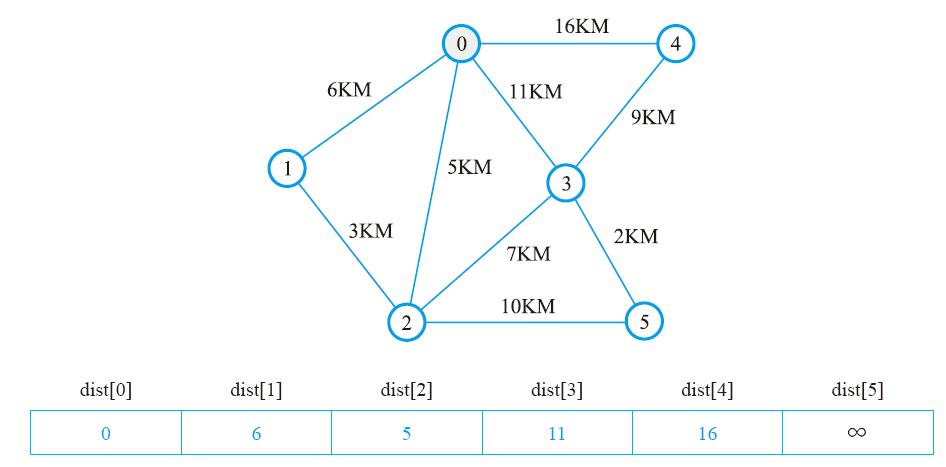 16KM
0
4
6KM
11KM
9KM
1
5KM
3
3KM
2KM
7KM
10KM
2
5
dist[0] dist[1] dist[2] dist[3] dist[4] dist[5]
0 6 5 11 16 ∞